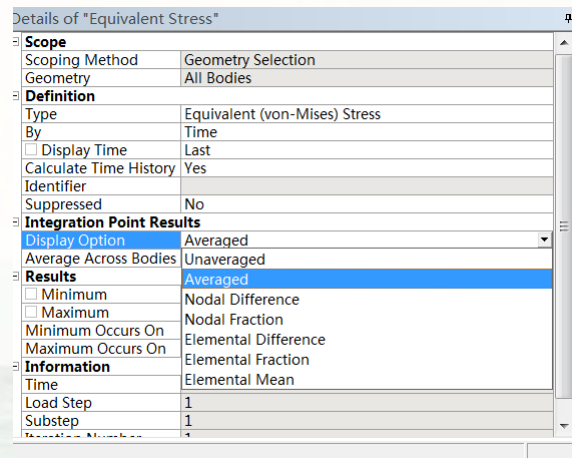 Details of "Equivalent Stress"
Scope
Scoping Method Geometry Selection
Geometry All Bodies
Definition
Type Equivalent (von-Mises) Stress
By Time
Display Time Last
Calculate Time History Yes
Identifier
Suppressed No
Integration Point Results
Display Option Averaged
Average Across Bodies Unaveraged
Results Averaged
Minimum Nodal Difference
Maximum Nodal Fraction
Minimum Occurs On Elemental Difference
Maximum Occurs On Elemental Fraction
Information Elemental Mean
Time
Load Step 1
Substep 1
Iteration Number 1